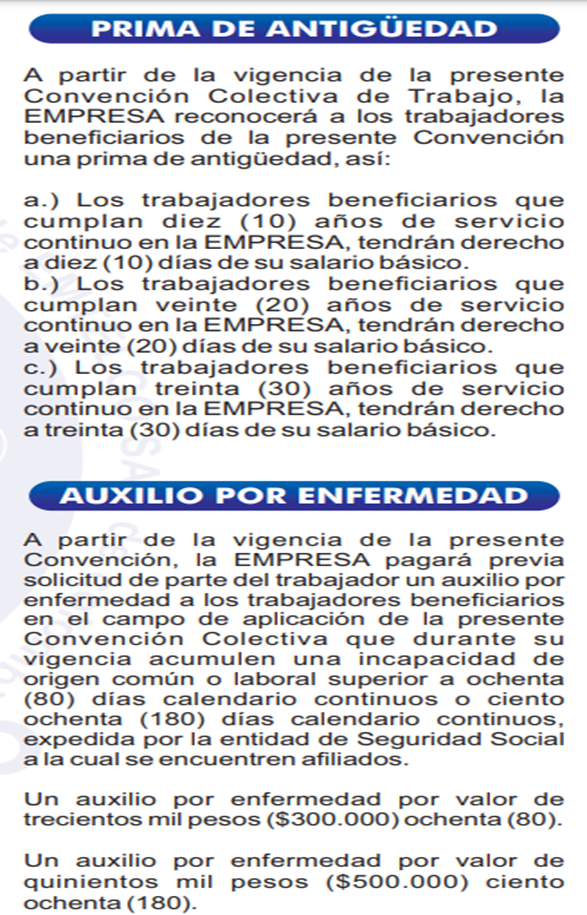 PRIMA DE ANTIGÜEDAD
A partir de la vigencia de la presente
Convención Colectiva de Trabajo, la
EMPRESA reconocerá a los trabajadores
beneficiarios de la presente Convención
una prima de antigüedad, así:
a.) Los trabajadores beneficiarios que
cumplan diez (10) años de servicio
continuo en la EMPRESA, tendrán derecho
a diez (10) días de su salario básico.
b.) Los trabajadores beneficiarios que
cumplan veinte (20) años de servicio
continuo en la EMPRESA, tendrán derecho
a veinte (20) días de su salario básico.
c.) Los trabajadores beneficiarios que
cumplan treinta (30) años de servicio
continuo en la EMPRESA, tendrán derecho
a treinta (30) días de su salario básico.
AUXILIO POR ENFERMEDAD
A partir de la vigencia de la presente
Convención, la EMPRESA pagará previa
solicitud de parte del trabajador un auxilio por
enfermedad a los trabajadores beneficiarios
en el campo de aplicación de la presente
Convención Colectiva que durante su
vigencia acumulen una incapacidad de
origen común o laboral superior a ochenta
(80) días calendario continuos o ciento
ochenta (180) días calendario continuos,
expedida por la entidad de Seguridad Social
a la cual se encuentren afiliados.
Un auxilio por enfermedad por valor de
trecientos mil pesos ($300.000) ochenta (80).
Un auxilio por enfermedad por valor de
quinientos mil pesos ($500.000) ciento
ochenta (180).